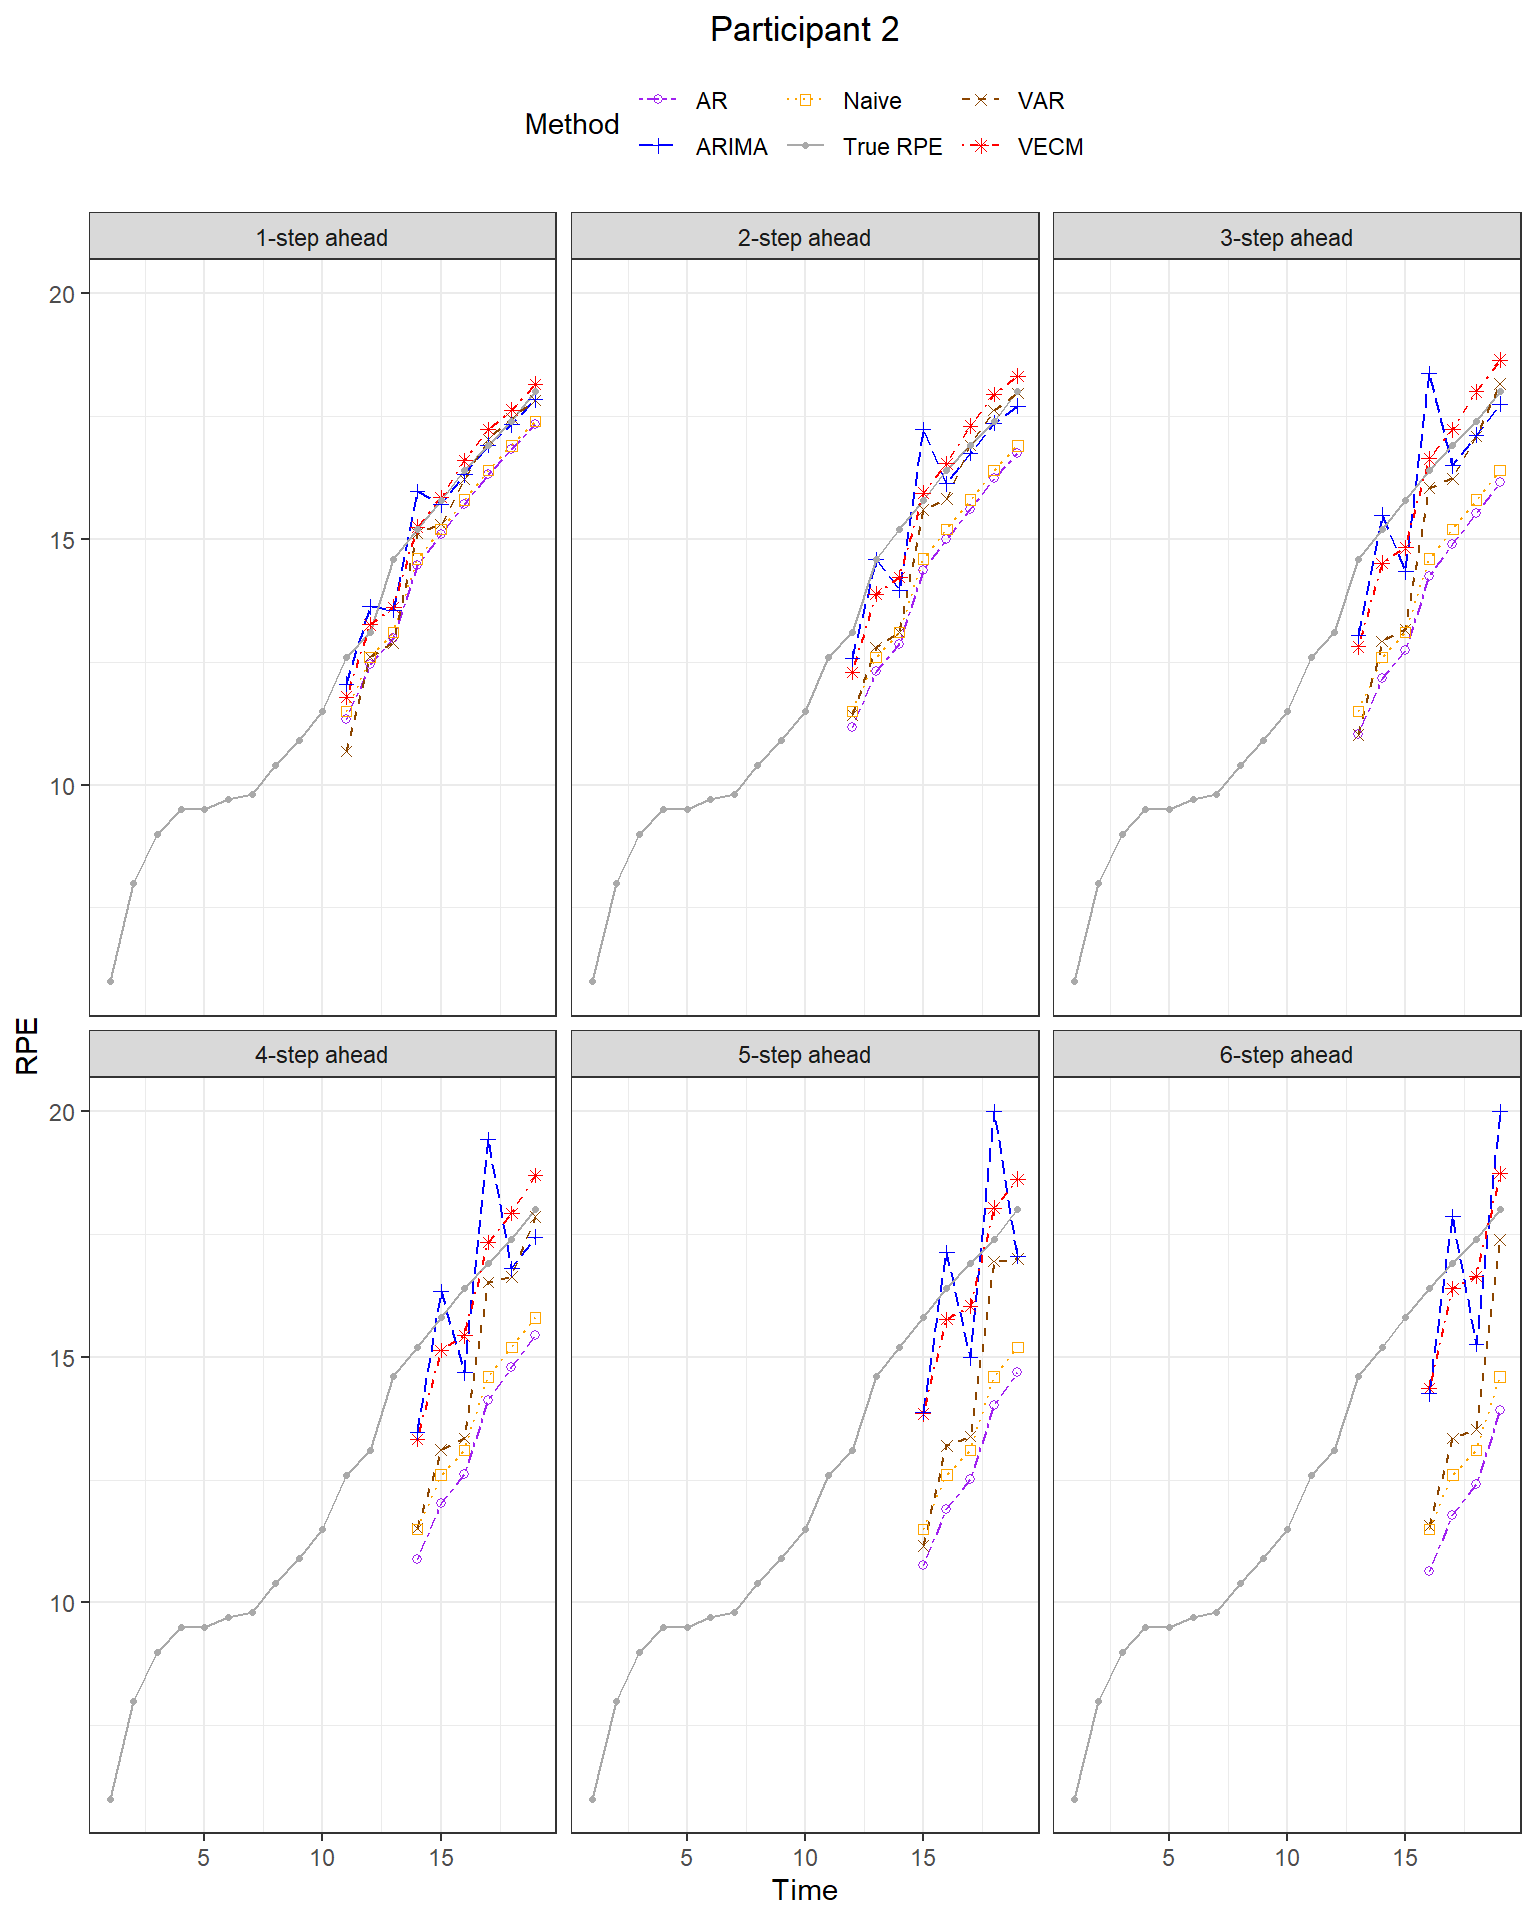 Participant 2
Method
AR
Naive
VAR
ARIMA
True RPE
VECM
1-step ahead
2-step ahead
3-step ahead
20
15
10
4-step ahead
5-step ahead
6-step ahead
20
15
10
RPE
5 10 15
5 10 15
5 10 15
Time